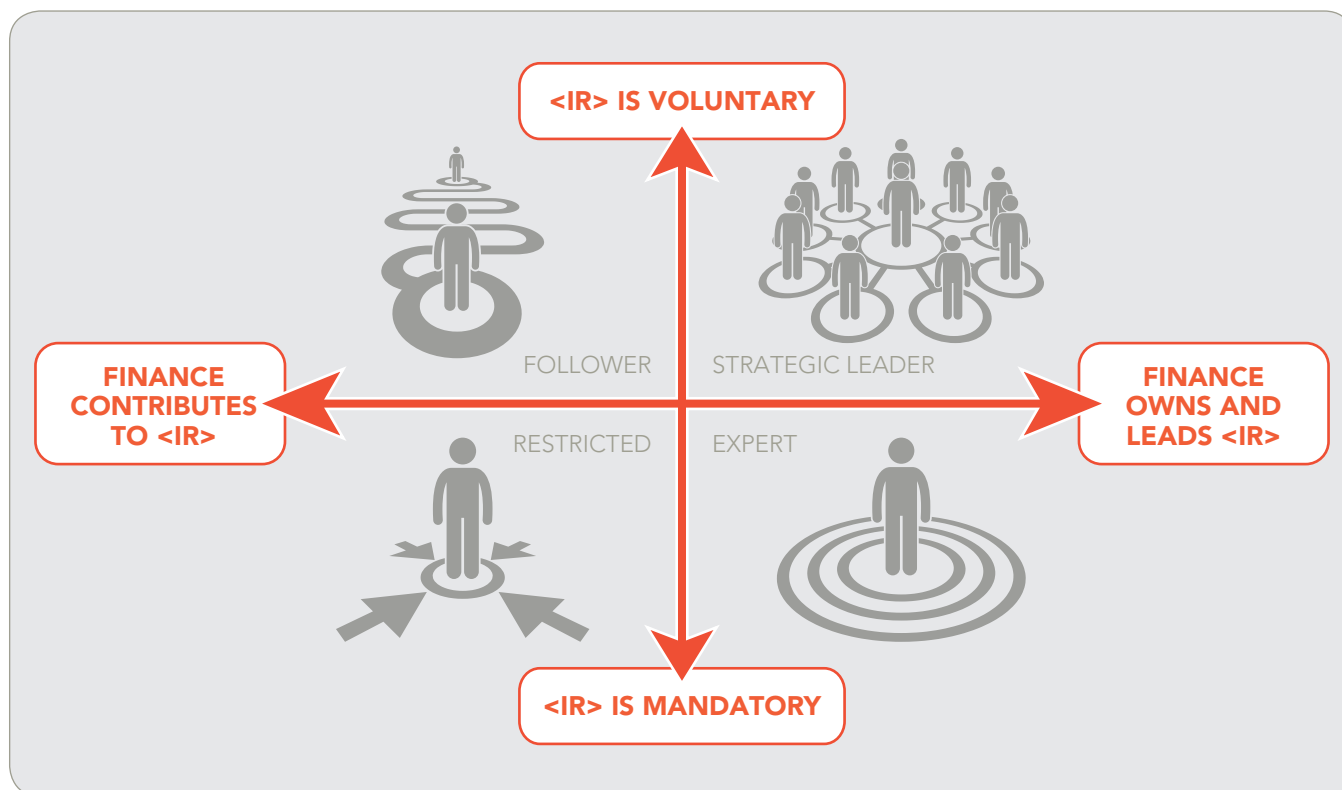 <IR> IS VOLUNTARY
FOLLOWER
STRATEGIC LEADER
FINANCE
CONTRIBUTES
TO <IR>
FINANCE
OWNS AND
LEADS <IR>
RESTRICTED
EXPERT
<IR> IS MANDATORY